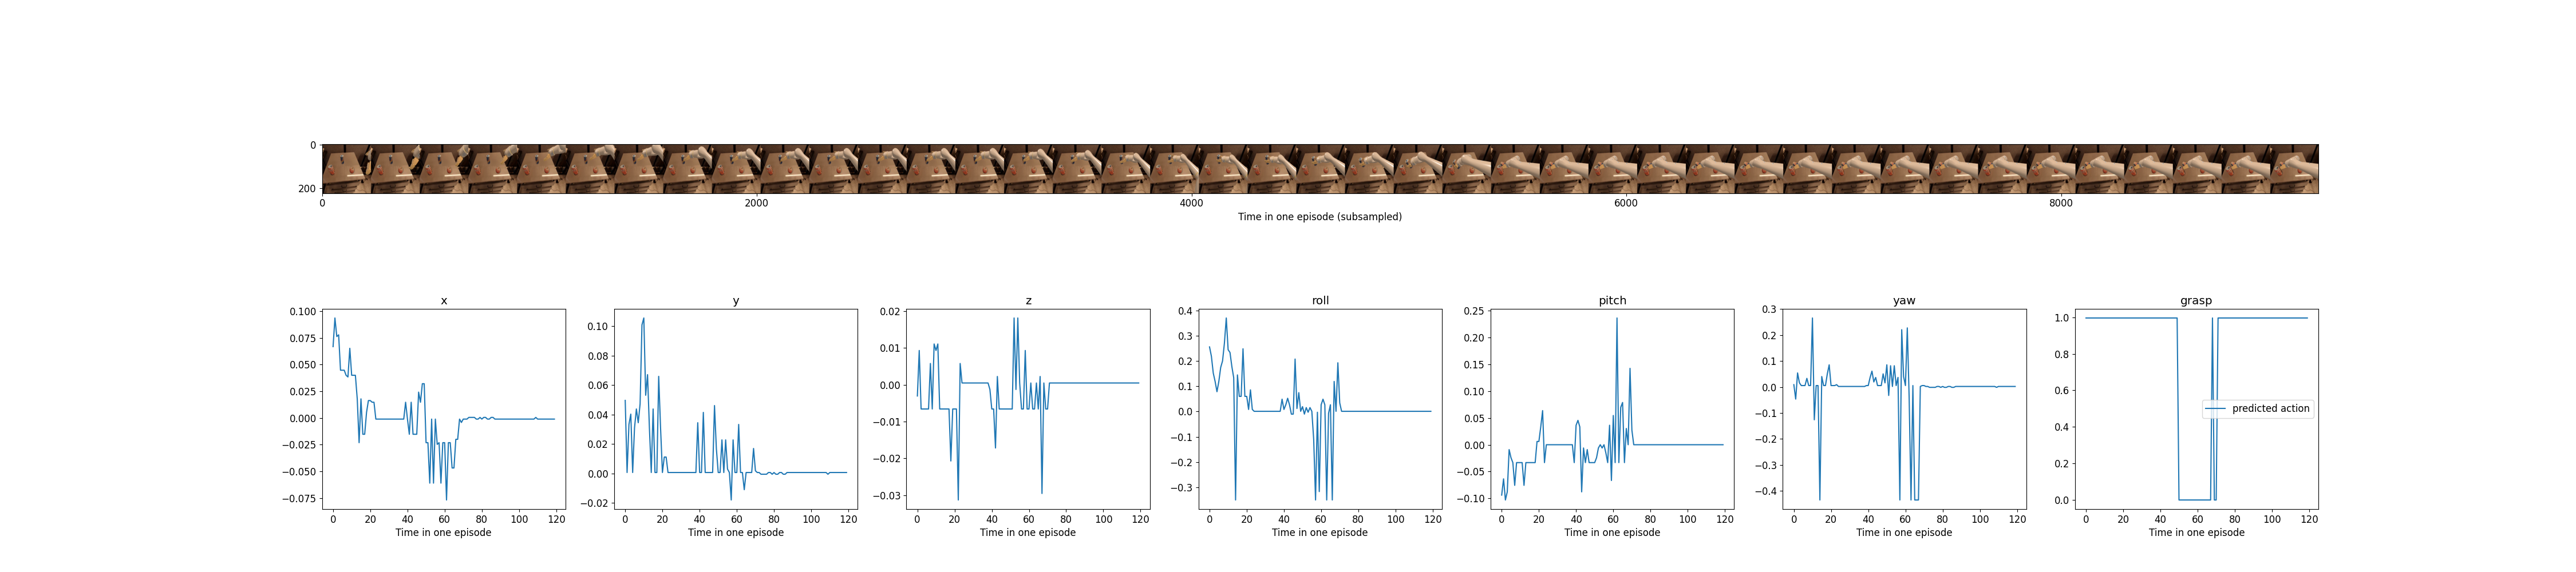 0
200
0 2000 4000 6000 8000
Time in one episode (subsampled)
x
0.100
0.075
0.050
0.025
0.000
−0.025
−0.050
−0.075
0 20 40 60 80 100 120
Time in one episode
y
0.10
0.08
0.06
0.04
0.02
0.00
−0.02
0 20 40 60 80 100 120
Time in one episode
z
0.02
0.01
0.00
−0.01
−0.02
−0.03
0 20 40 60 80 100 120
Time in one episode
roll
0.4
0.3
0.2
0.1
0.0
−0.1
−0.2
−0.3
0 20 40 60 80 100 120
Time in one episode
pitch
0.25
0.20
0.15
0.10
0.05
0.00
−0.05
−0.10
0 20 40 60 80 100 120
Time in one episode
yaw
0.3
0.2
0.1
0.0
−0.1
−0.2
−0.3
−0.4
0 20 40 60 80 100 120
Time in one episode
grasp
1.0
0.8
0.6
0.4
0.2
0.0
predicted action
0 20 40 60 80 100 120
Time in one episode